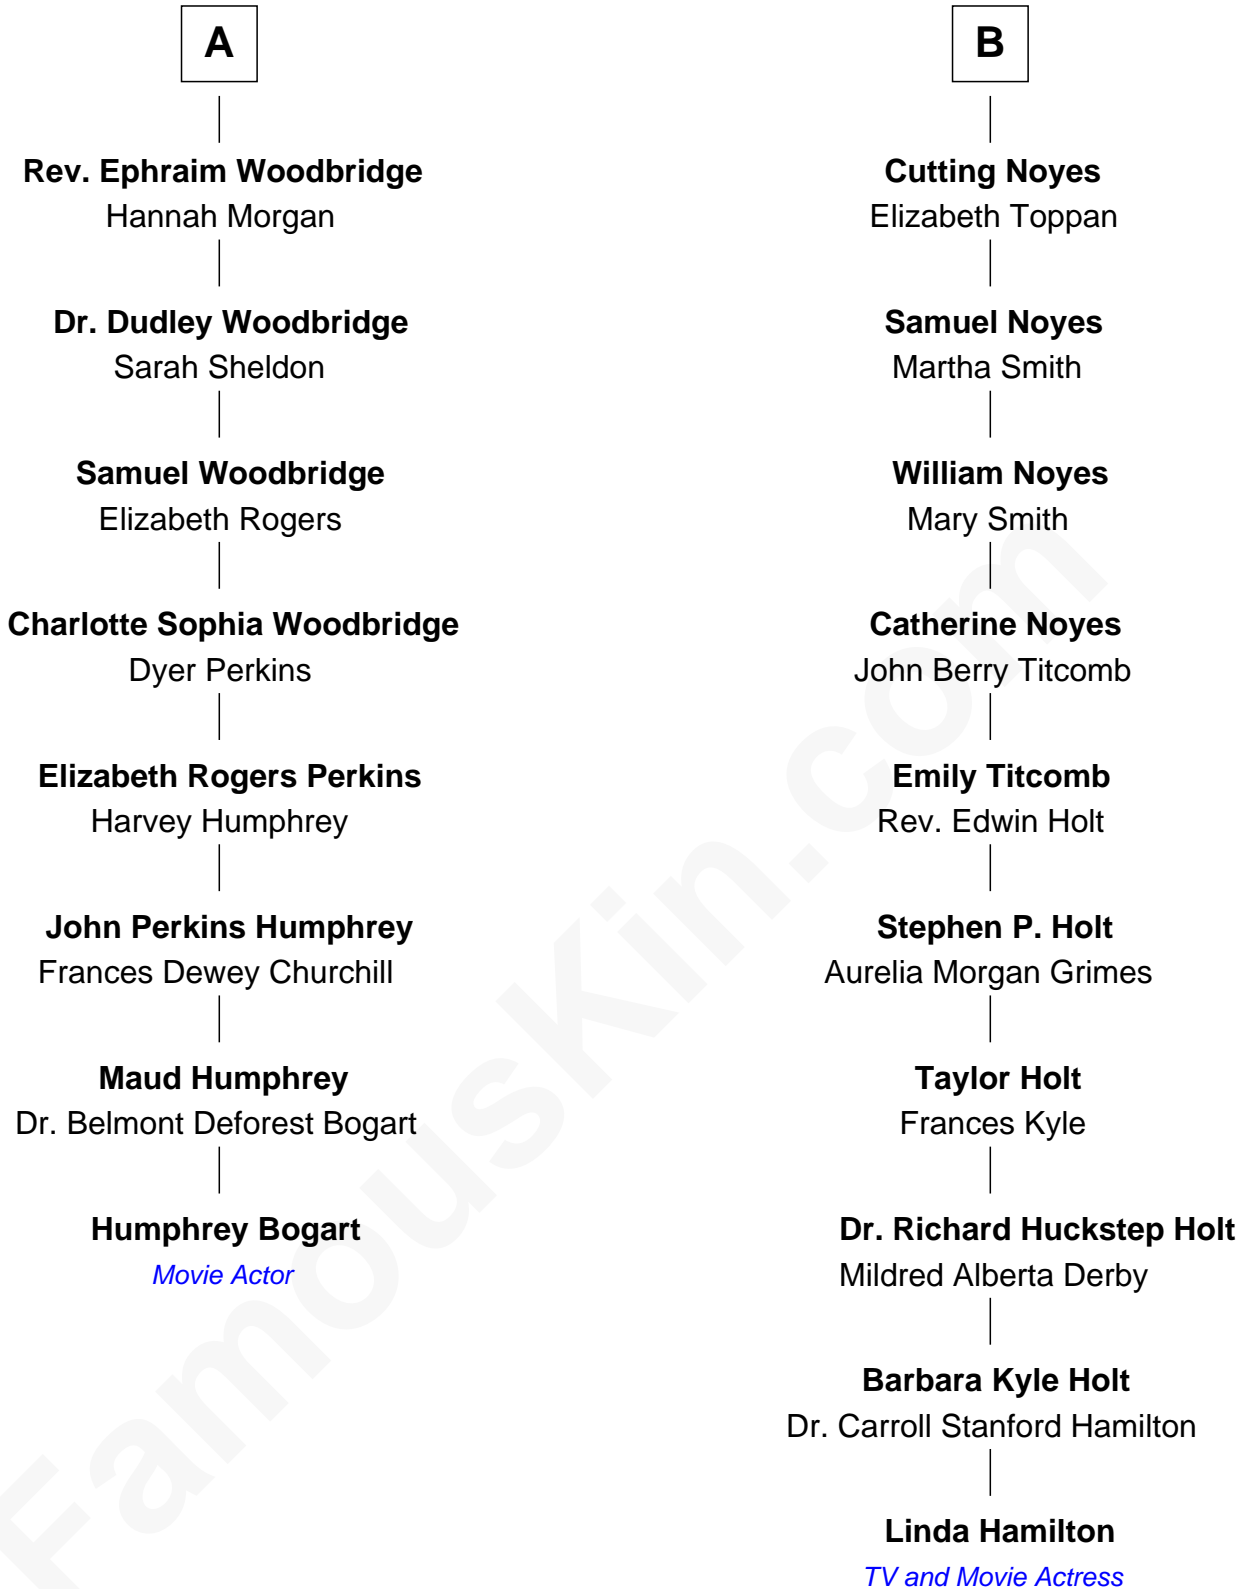 A
Rev. Ephraim Woodbridge
Hannah Morgan
Dr. Dudley Woodbridge
Sarah Sheldon
Samuel Woodbridge
Elizabeth Rogers
Charlotte Sophia Woodbridge
Dyer Perkins
Elizabeth Rogers Perkins
Harvey Humphrey
John Perkins Humphrey
Frances Dewey Churchill
Maud Humphrey
Dr. Belmont Deforest Bogart
Humphrey Bogart
Movie Actor
B
Cutting Noyes
Elizabeth Toppan
Samuel Noyes
Martha Smith
William Noyes
Mary Smith
Catherine Noyes
John Berry Titcomb
Emily Titcomb
Rev. Edwin Holt
Stephen P. Holt
Aurelia Morgan Grimes
Taylor Holt
Frances Kyle
Dr. Richard Huckstep Holt
Mildred Alberta Derby
Barbara Kyle Holt
Dr. Carroll Stanford Hamilton
Linda Hamilton
TV and Movie Actress
FamousKin.com